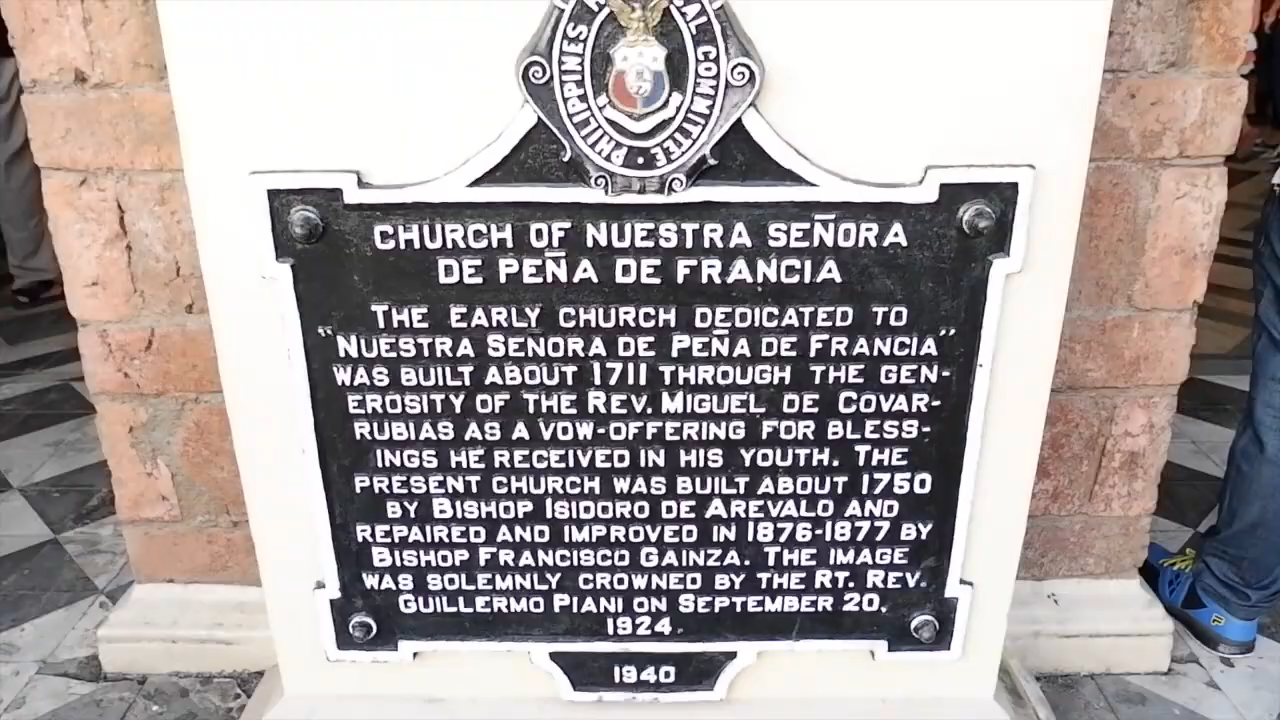 PHILIPPINES
COMMITTEE
CHURCH OF NUESTRA SEÑORA
DE PEÑA DE FRANCIA
THE EARLY CHURCH DEDICATED TO
"NUESTRA SENORA DE PEÑA DE FRANCIA"
WAS BUILT ABOUT 1711 THROUGH THE GEN-
EROSITY OF THE REV. MIGUEL DE COVAR-
RUBIAS AS A VOW-OFFERING FOR BLESS-
INGS HE RECEIVED IN HIS YOUTH. THE
PRESENT CHURCH WAS BUILT ABOUT 1750
BY BISHOP ISIDORO DE AREVALO AND
REPAIRED AND IMPROVED IN 1876-1877 BY
BISHOP FRANCISCO GAINZA. THE IMAGE
WAS SOLEMNLY CROWNED BY THE RT. REV.
GUILLERMO PIANI ON SEPTEMBER 20,
1924.
1940